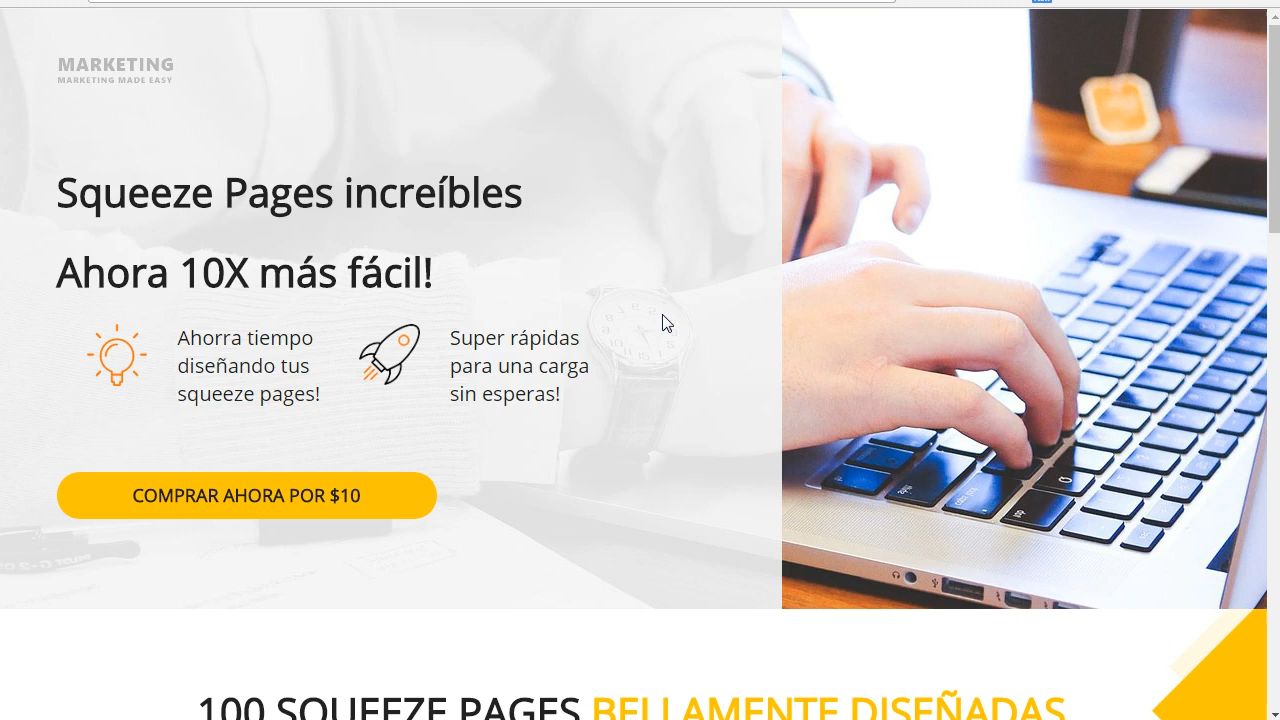 MARKETING
MARKETING MADE EASY
Squeeze Pages increíbles
Ahora 10X más fácil!
Ahorra tiempo
diseñando tus
squeeze pages!
Super rápidas
para una carga
sin esperas!
COMPRAR AHORA POR $10
100 SQUEEZE PAGES BELLAMENTE DISEÑADAS